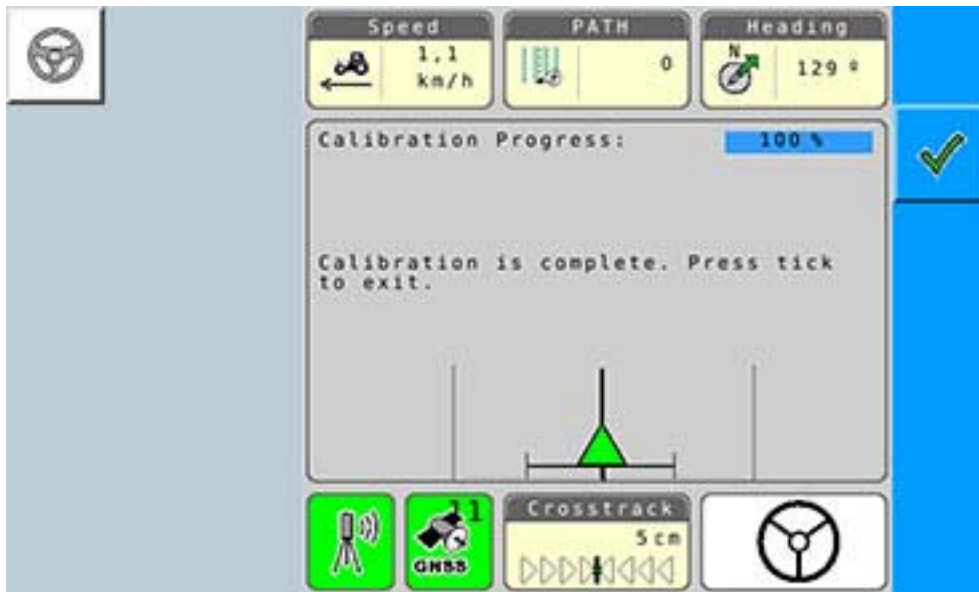 Speed
PATH
Heading
1,1
km/h
0
N
129 °
Calibration Progress:
100 %
Calibration is complete. Press tick
to exit.
11
GNSS
Crosstrack
5 cm